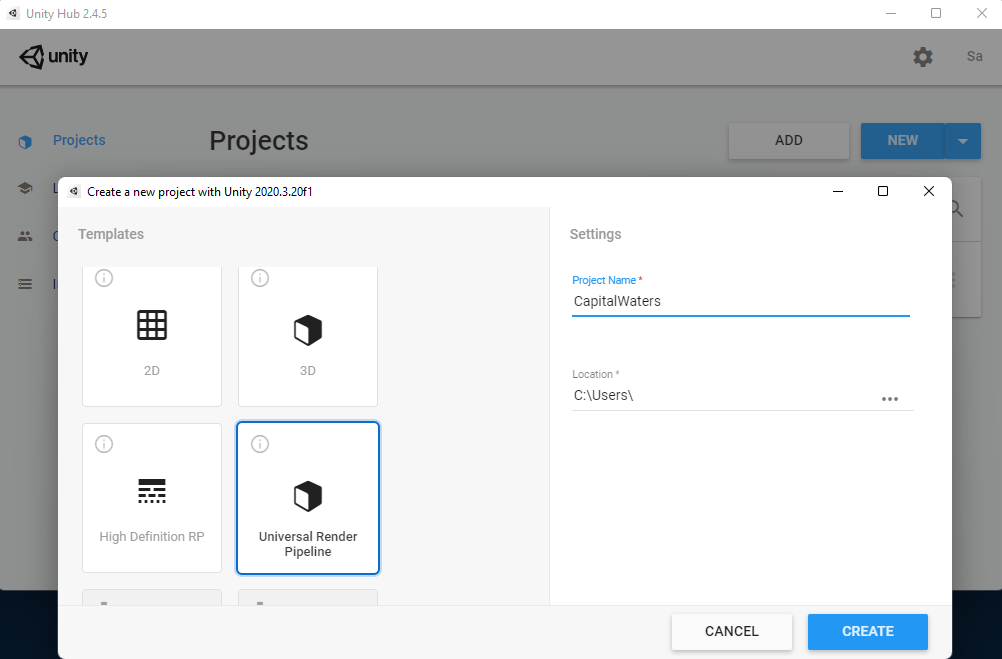 Unity Hub 2.4.5
unity
Sa
Projects
Projects
ADD
NEW
Create a new project with Unity 2020.3.20f1
Templates
Settings
2D
3D
High Definition RP
Universal Render
Pipeline
Project Name *
CapitalWaters
Location *
C:\Users\
CANCEL
CREATE